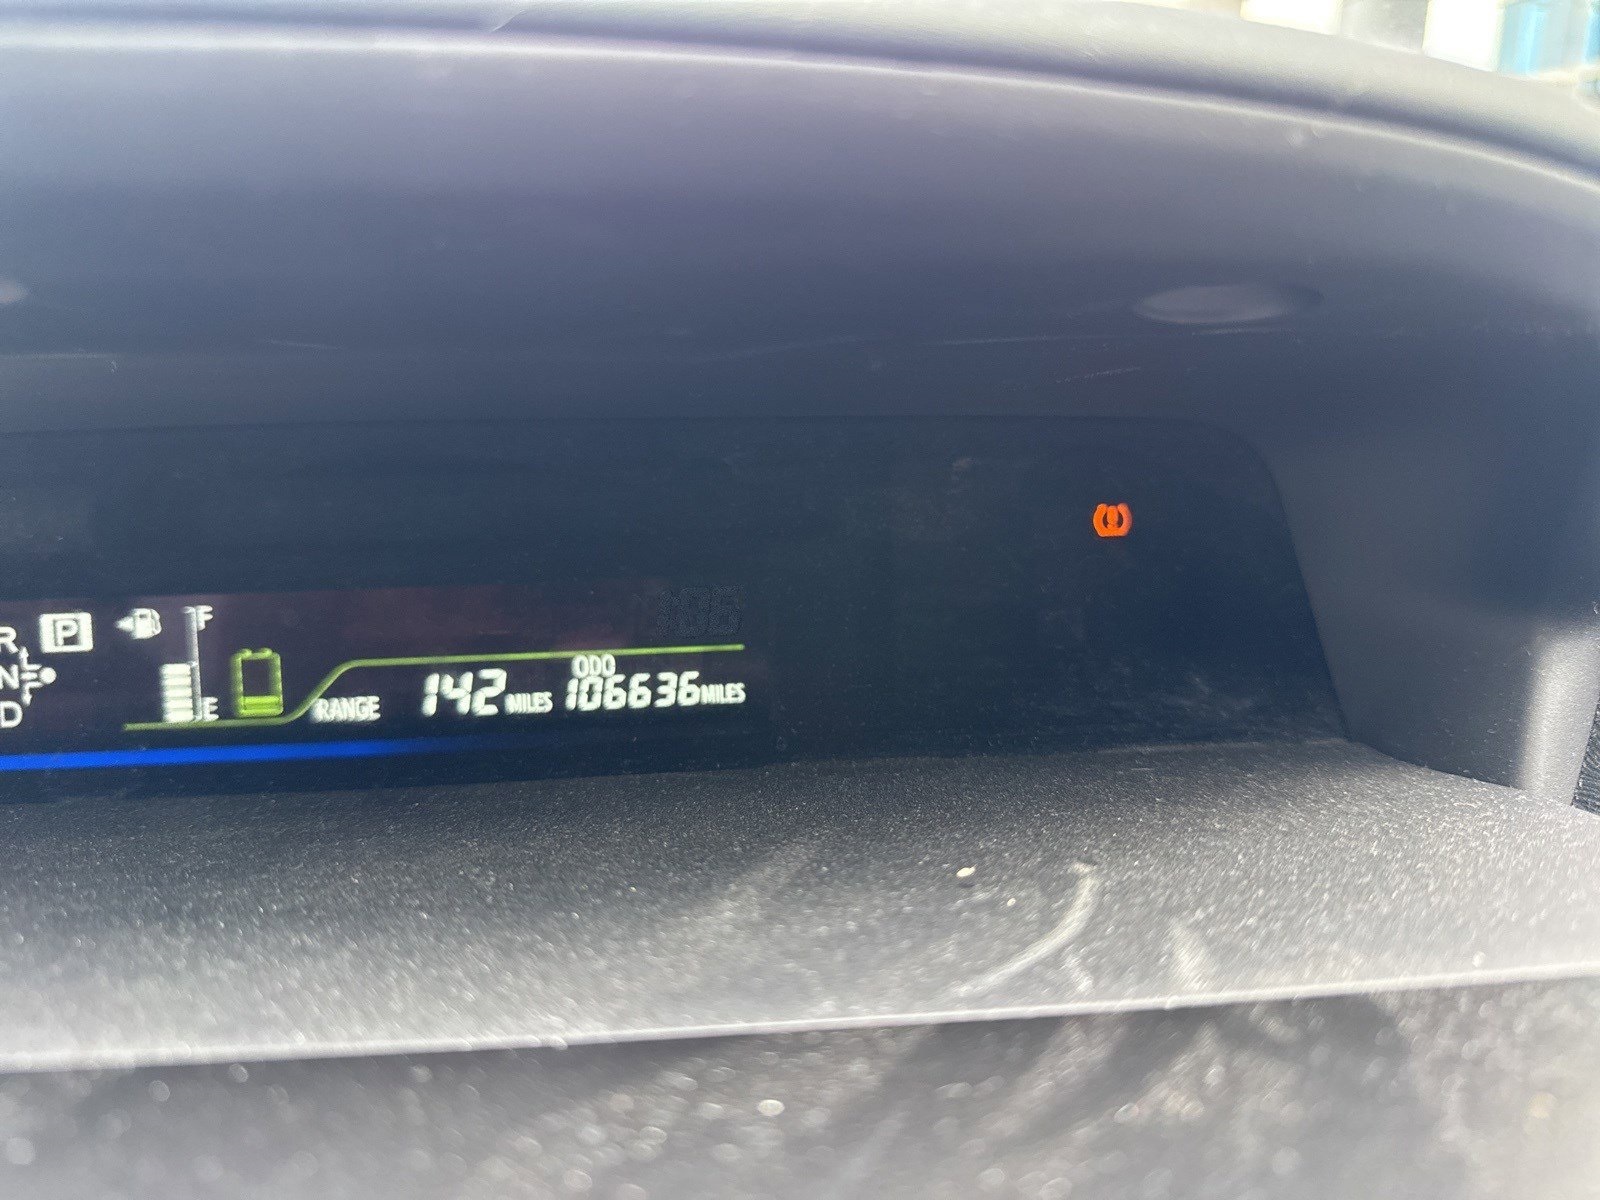 R P F
N
D E
ODO
RANGE 142 MILES 106636 MILES